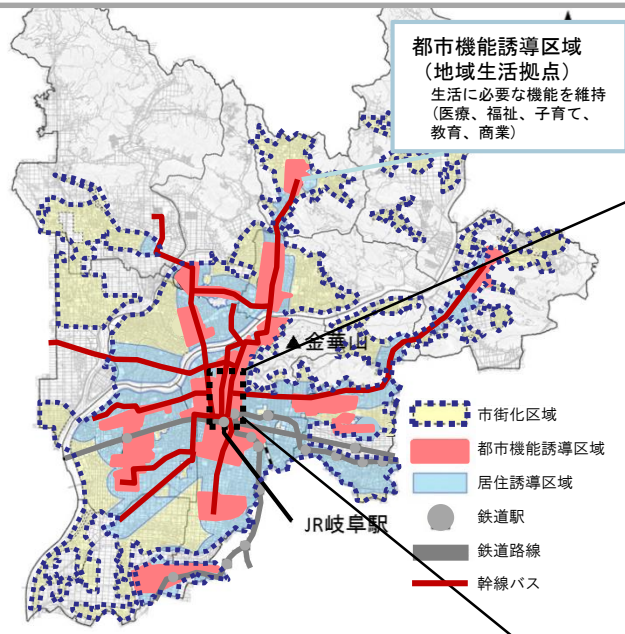 都市機能誘導区域
（地域生活拠点）
生活に必要な機能を維持
（医療、福祉、子育て、
教育、商業）
▲金華山
市街化区域
都市機能誘導区域
居住誘導区域
鉄道駅
JR岐阜駅
鉄道路線
幹線バス